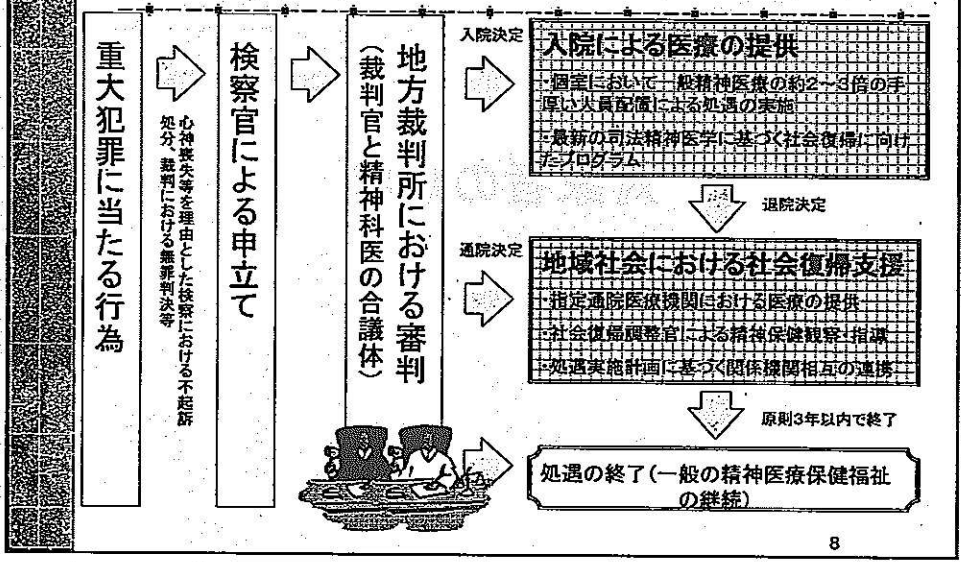 重大犯罪に当たる行為
心神喪失等を理由とした検察における不起訴
処分、裁判における無罪判決等
検察官による申立て
地方裁判所における審判
(裁判官と精神科医の合議体)
入院決定
入院による医療の提供
・個室において一般精神医療の約2~3倍の手
厚い人員配置による処遇の実施
・最新の司法精神医学に基づく社会復帰に向け
たプログラム
退院決定
通院決定
地域社会における社会復帰支援
・指定通院医療機関における医療の提供
・社会復帰調整官による精神保健観察・指導
・処遇実施計画に基づく関係機関相互の連携
原則3年以内で終了
処遇の終了(一般の精神医療保健福祉
の継続)
8